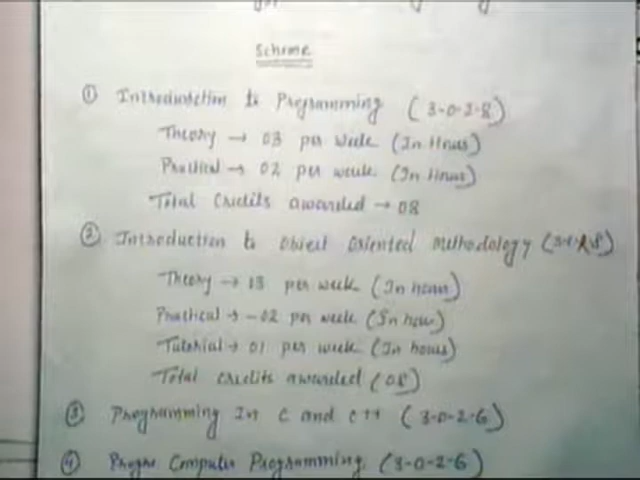 Scheme
① Introdunction to Programming (3-0-2-8)
Theory → 03 per week (In Hours)
Practical → 02 per week (In Hours)
Total Credits awarded → 08
② Introduction to Object Oriented Methodology
Theory → 03 per week (In hours)
Practical → 02 per week (In hour)
Tutorial → 01 per week (In hours)
Total credits awarded (08)
③ Programming In C and C++ (3-0-2-6)
④ Computer Programming (3-0-2-6)